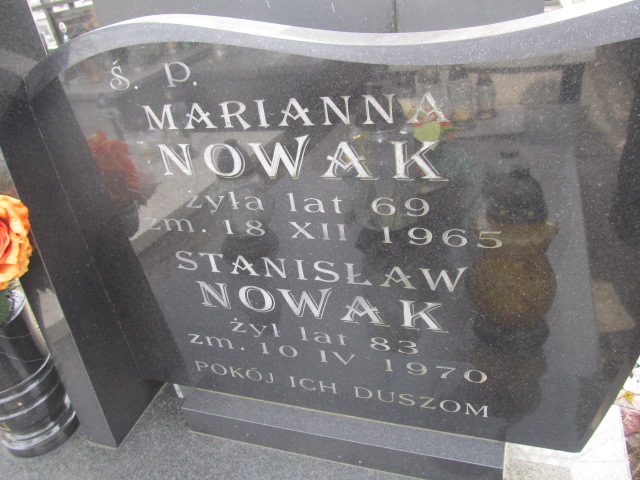 Ś. P.
MARIANNA
NOWAK
żyła lat 69
zm. 18 XII 1965
STANISŁAW
NOWAK
żył lat 83
zm. 10 IV 1970
POKÓJ ICH DUSZOM